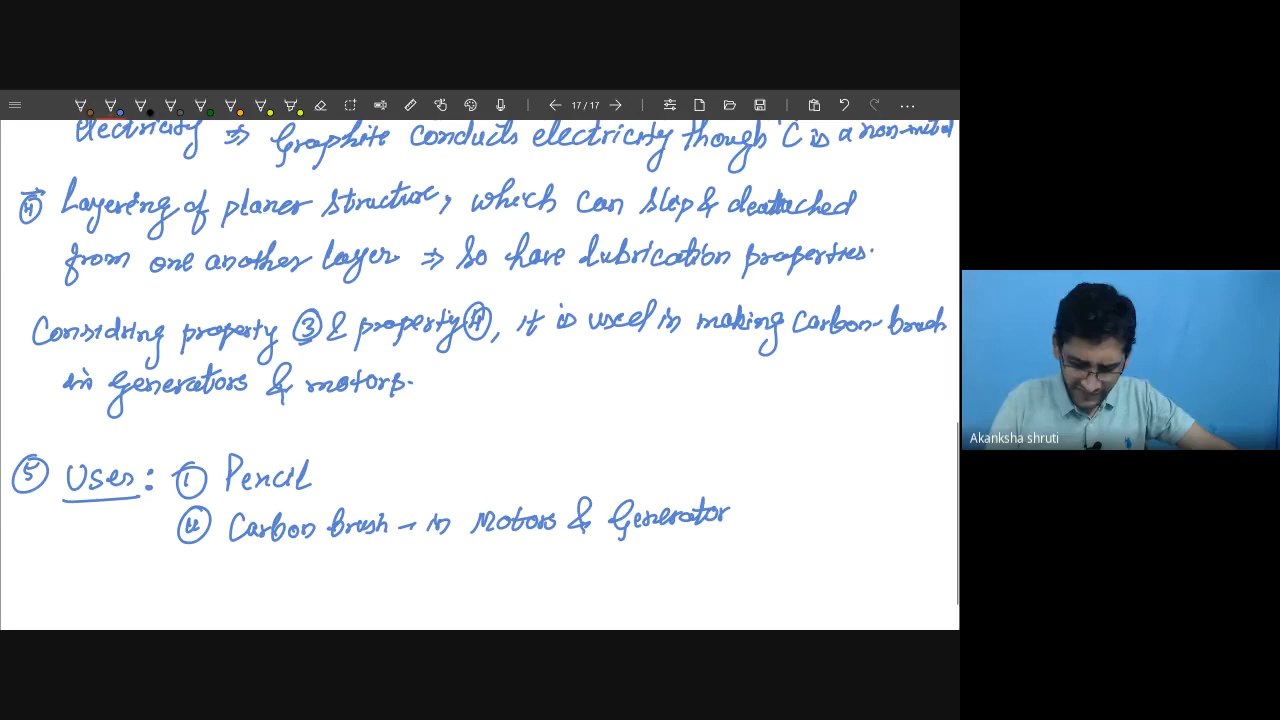 17 / 17
Electricity ⇒ Graphite conducts electricity though 'C' is a non-metal
④ Layering of planer structure, which can slip & deattached
from one another layer ⇒ So have lubrication properties.
Considring property ③ & property ④, it is used in making Carbon-brush
in Generators & motors.
⑤ Uses: ① Pencil
② Carbon brush - in Motors & Generator
Akanksha shruti